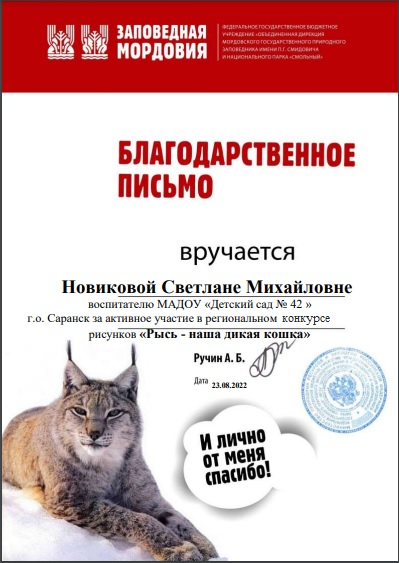 ЗАПОВЕДНАЯ
МОРДОВИЯ
ФЕДЕРАЛЬНОЕ ГОСУДАРСТВЕННОЕ БЮДЖЕТНОЕ
УЧРЕЖДЕНИЕ «ОБЪЕДИНЕННАЯ ДИРЕКЦИЯ
МОРДОВСКОГО ГОСУДАРСТВЕННОГО ПРИРОДНОГО
ЗАПОВЕДНИКА ИМЕНИ П.Г. СМИДОВИЧА
И НАЦИОНАЛЬНОГО ПАРКА «СМОЛЬНЫЙ»
БЛАГОДАРСТВЕННОЕ
ПИСЬМО
вручается
Новиковой Светлане Михайловне
воспитателю МАДОУ «Детский сад № 42 »
г.о. Саранск за активное участие в региональном конкурсе
рисунков «Рысь - наша дикая кошка»
Ручин А. Б.
Дата 23.08.2022
И лично
от меня
спасибо!